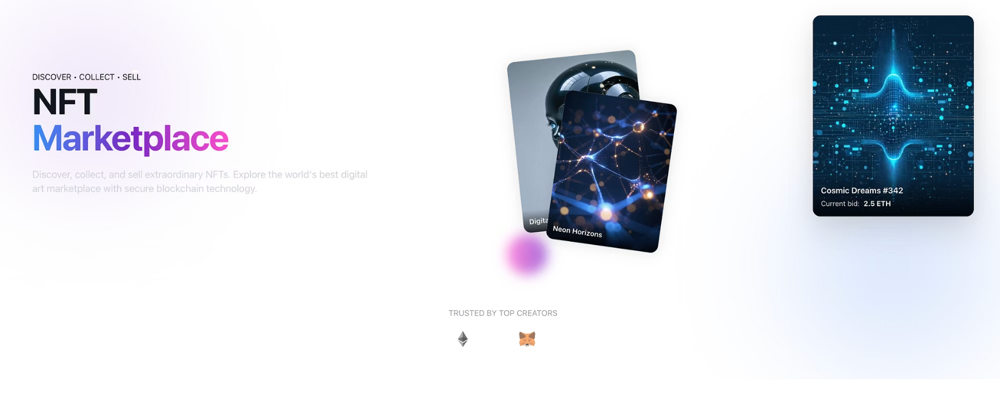 DISCOVER • COLLECT • SELL
NFT
Marketplace
Discover, collect, and sell extraordinary NFTs. Explore the world's best digital
art marketplace with secure blockchain technology.
Neon Horizons
Cosmic Dreams #342
Current bid: 2.5 ETH
TRUSTED BY TOP CREATORS